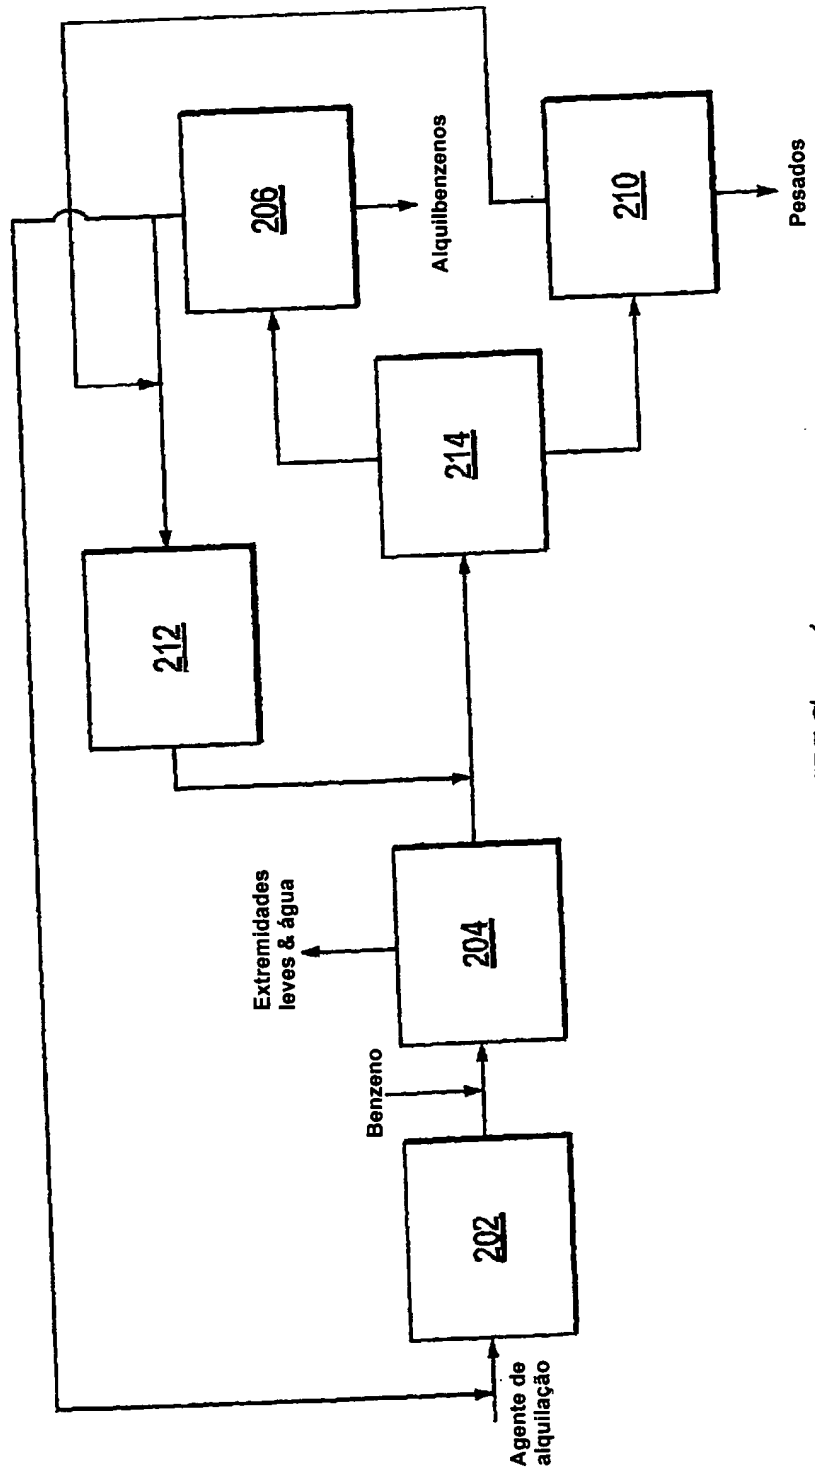 Agente de
alquilação
202
Benzeno
204
Extremidades
leves & água
212
214
206
Alquilbenzenos
210
Pesados